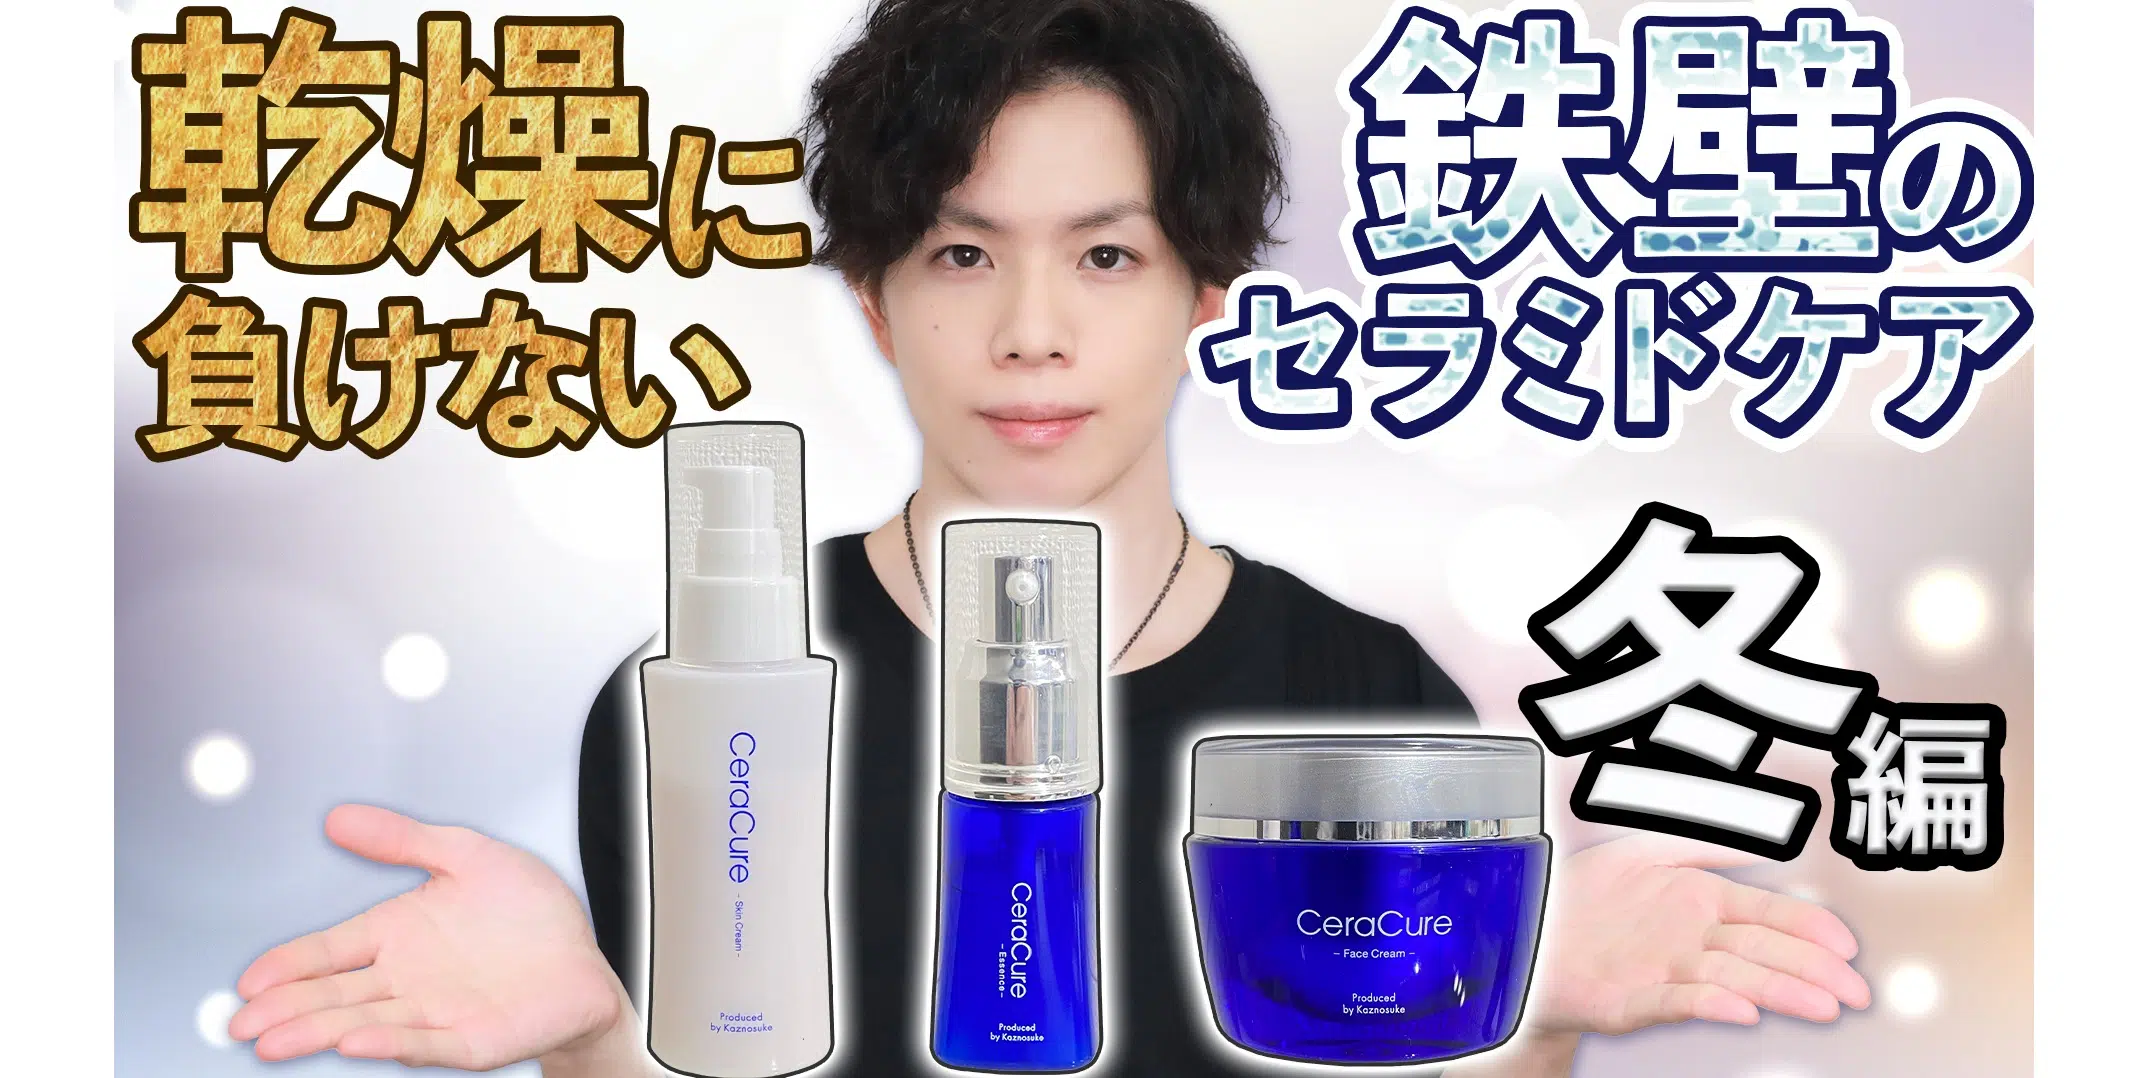 乾燥に
負けない
鉄壁の
セラミドケア
冬編
CeraCure
- Skin Cream -
Produced
by Kaznosuke
CeraCure
- Essence -
Produced
by Kaznosuke
CeraCure
- Face Cream -
Produced
by Kaznosuke